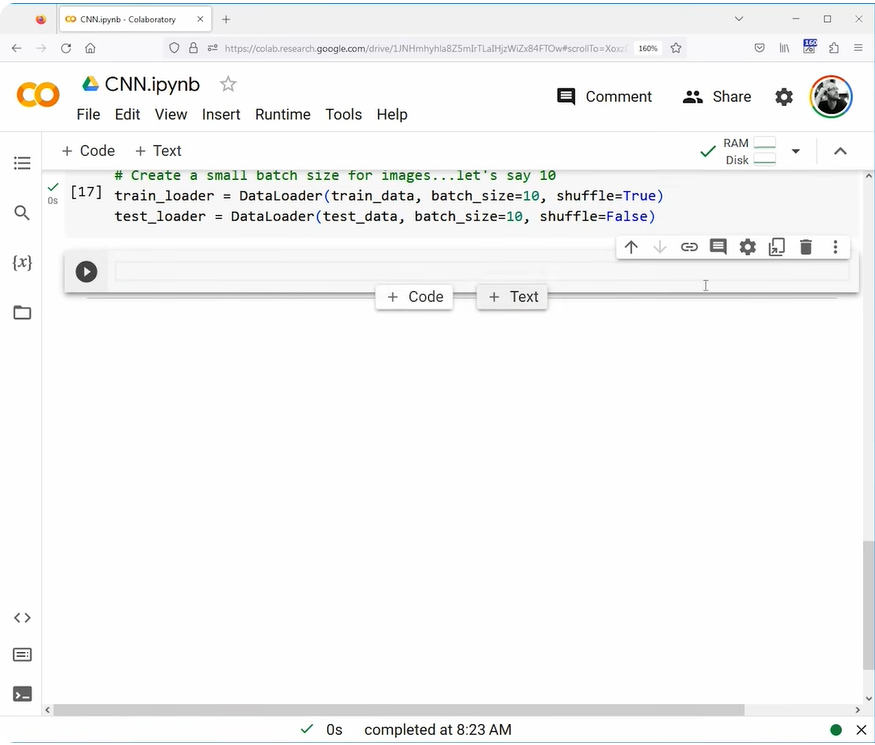 CNN.ipynb - Colaboratory
https://colab.research.google.com/drive/1JNHmhyhla8Z5mIrTLaIHjzWiZx84FTOw#scrollTo=Xoxz
160%
160
CNN.ipynb
File Edit View Insert Runtime Tools Help
Comment
Share
+ Code + Text
RAM
Disk
{x}
[17]
0s
# Create a small batch size for images...let's say 10
train_loader = DataLoader(train_data, batch_size=10, shuffle=True)
test_loader = DataLoader(test_data, batch_size=10, shuffle=False)
+ Code
+ Text
0s completed at 8:23 AM